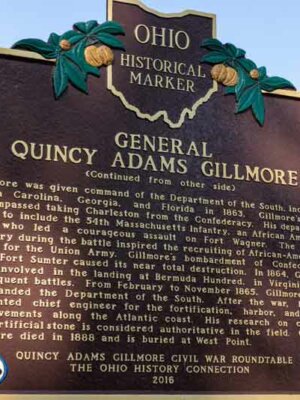 OHIO
HISTORICAL
MARKER
GENERAL
QUINCY ADAMS GILLMORE
(Continued from other side)
ore was given command of the Department of the South, inc
Carolina, Georgia, and Florida in 1863. Gillmore's
mpassed taking Charleston from the Confederacy. His depa
to include the 54th Massachusetts Infantry, an African Ame
who led a courageous assault on Fort Wagner. The
ry during the battle inspired the recruiting of African-Am
for the Union Army. Gillmore's bombardment of Confed
Fort Sumter caused its near total destruction. In 1864, G
involved in the landing at Bermuda Hundred, in Virgini
quent battles. From February to November 1865, Gillmor
anded the Department of the South. After the war,
nted chief engineer for the fortification, harbor, and
vements along the Atlantic coast. His research on c
rtificial stone is considered authoritative in the field.
re died in 1888 and is buried at West Point.
QUINCY ADAMS GILLMORE CIVIL WAR ROUNDTABLE
THE OHIO HISTORY CONNECTION
2016